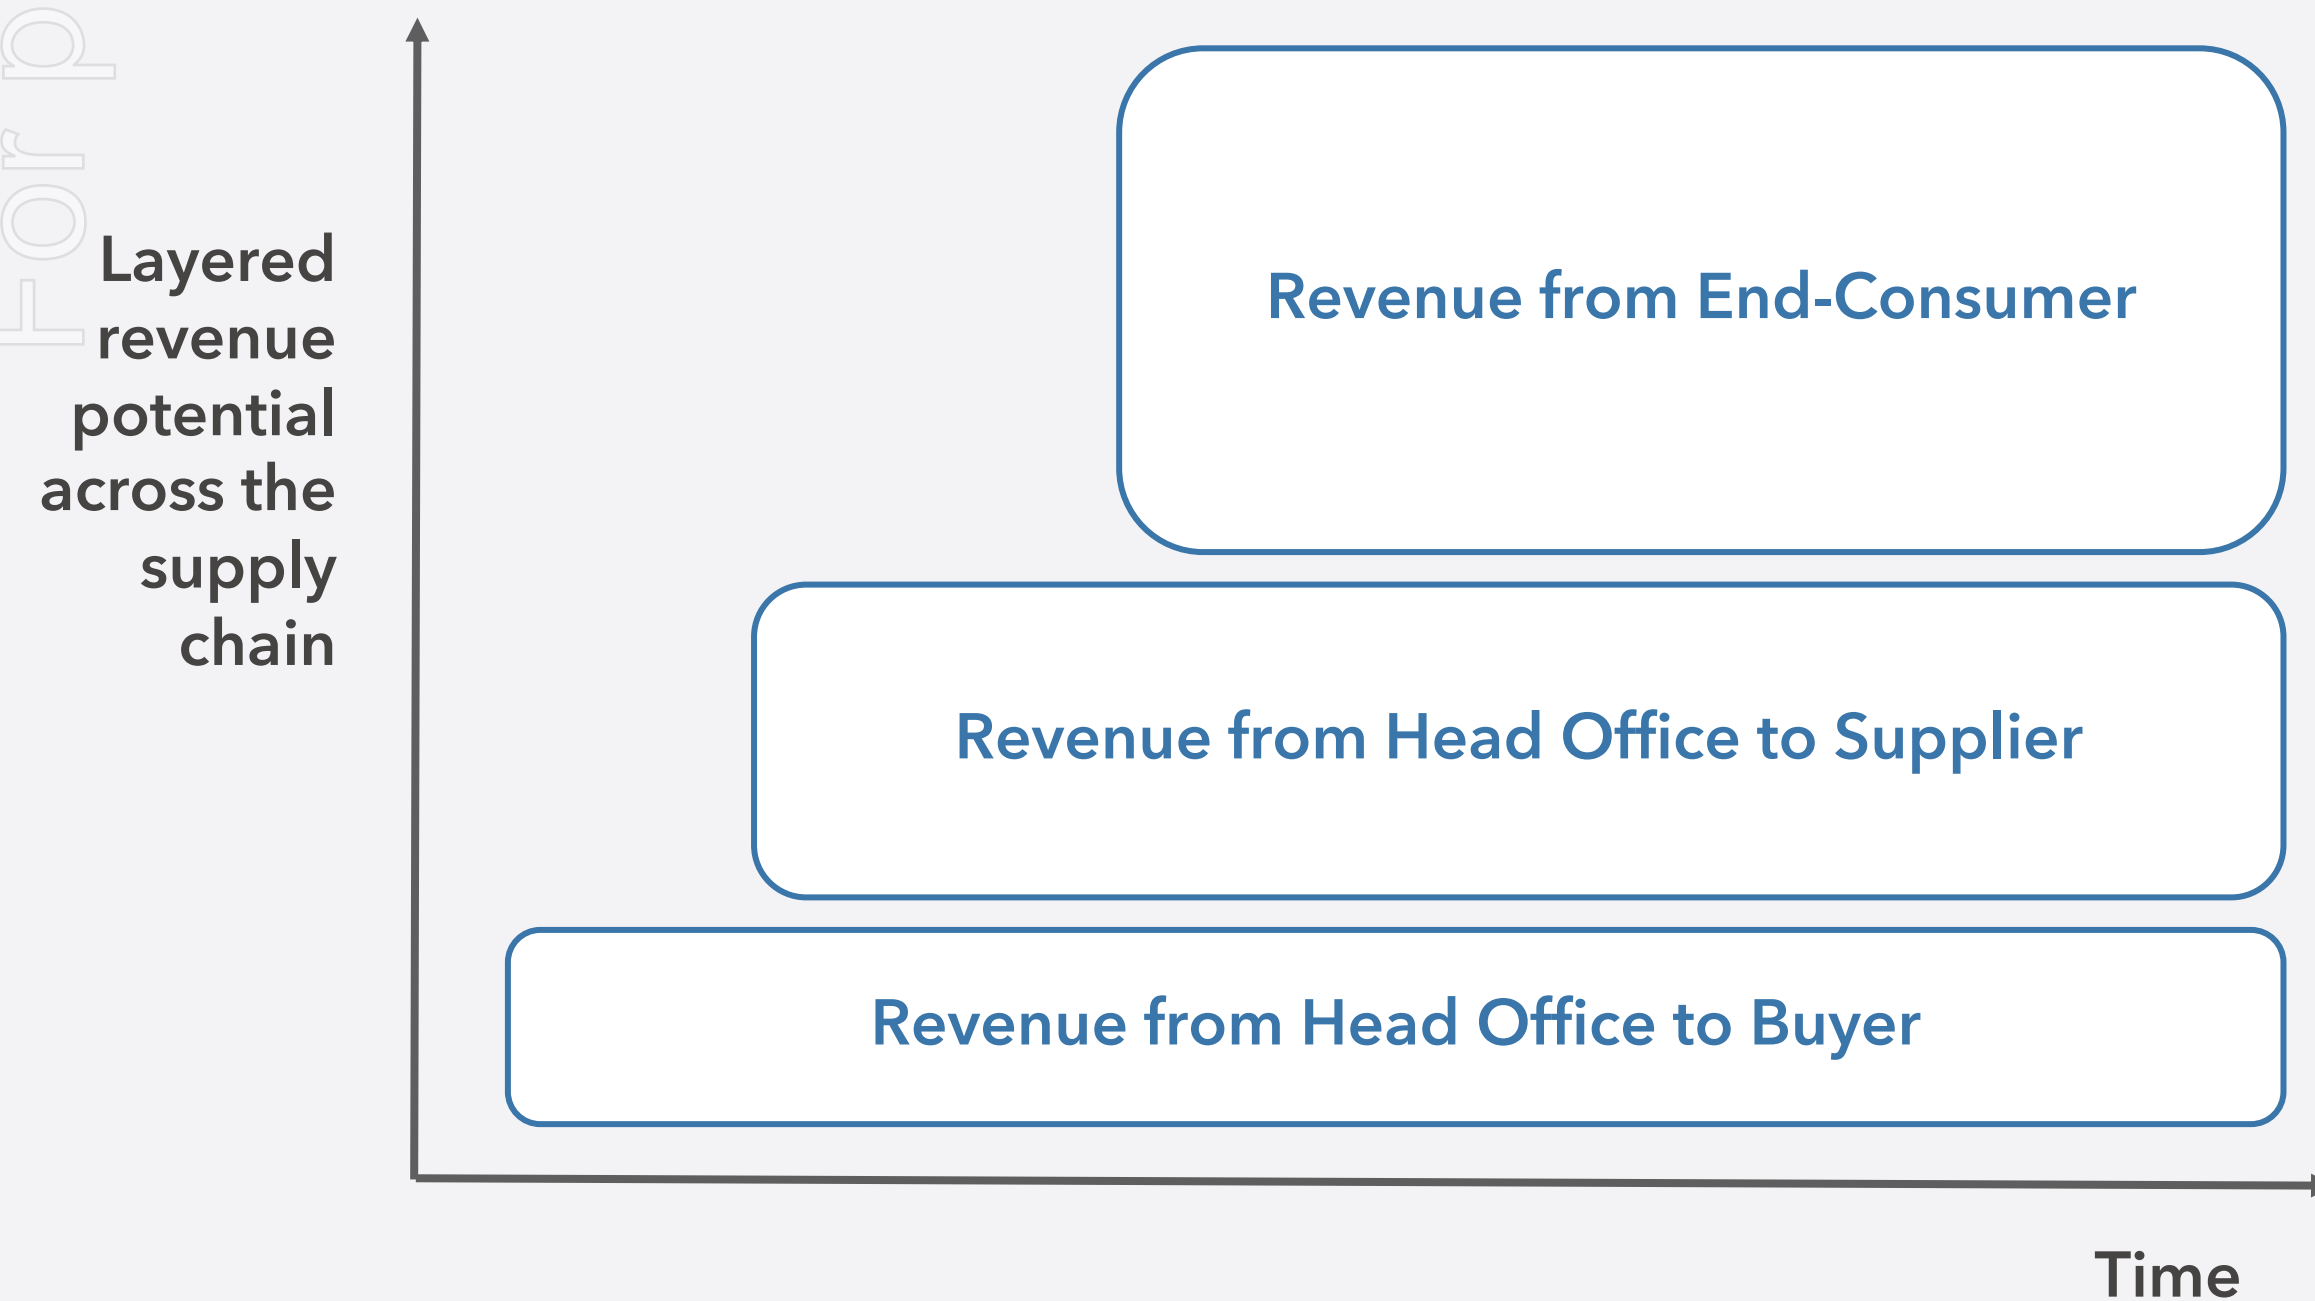 For p
Layered
revenue
potential
across the
supply
chain
Revenue from End-Consumer
Revenue from Head Office to Supplier
Revenue from Head Office to Buyer
Time